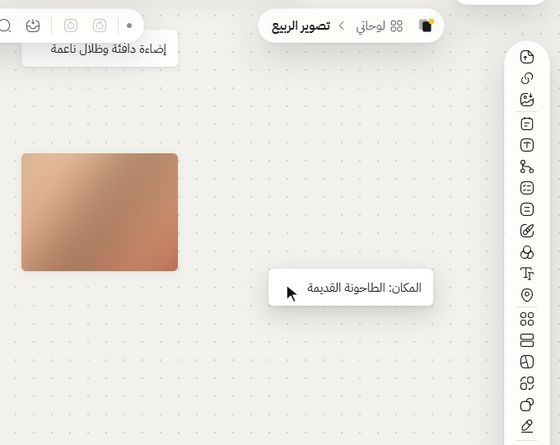 لوحاتي
تصوير الربيع
إضاءة دافئة وظلال ناعمة
المكان: الطاحونة القديمة